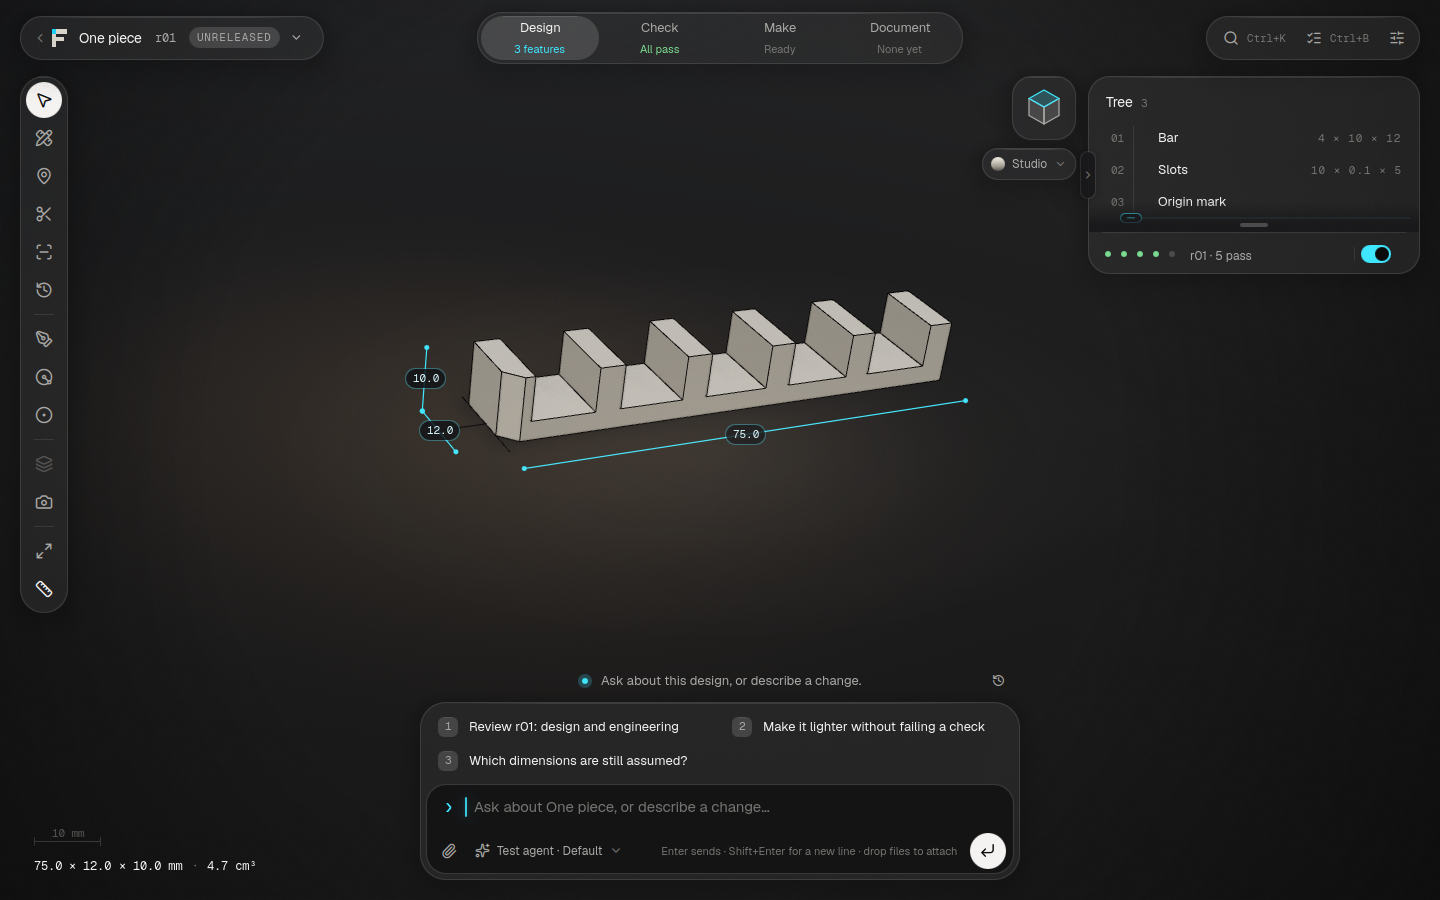 One piece r01 UNRELEASED
Design
3 features
Check
All pass
Make
Ready
Document
None yet
Ctrl+K
Ctrl+B
Studio
Tree 3
01 Bar 4 × 10 × 12
02 Slots 10 × 0.1 × 5
03 Origin mark
r01 · 5 pass
10.0
12.0
75.0
Ask about this design, or describe a change.
1 Review r01: design and engineering
2 Make it lighter without failing a check
3 Which dimensions are still assumed?
Ask about One piece, or describe a change...
Test agent · Default
Enter sends · Shift+Enter for a new line · drop files to attach
10 mm
75.0 × 12.0 × 10.0 mm · 4.7 cm³